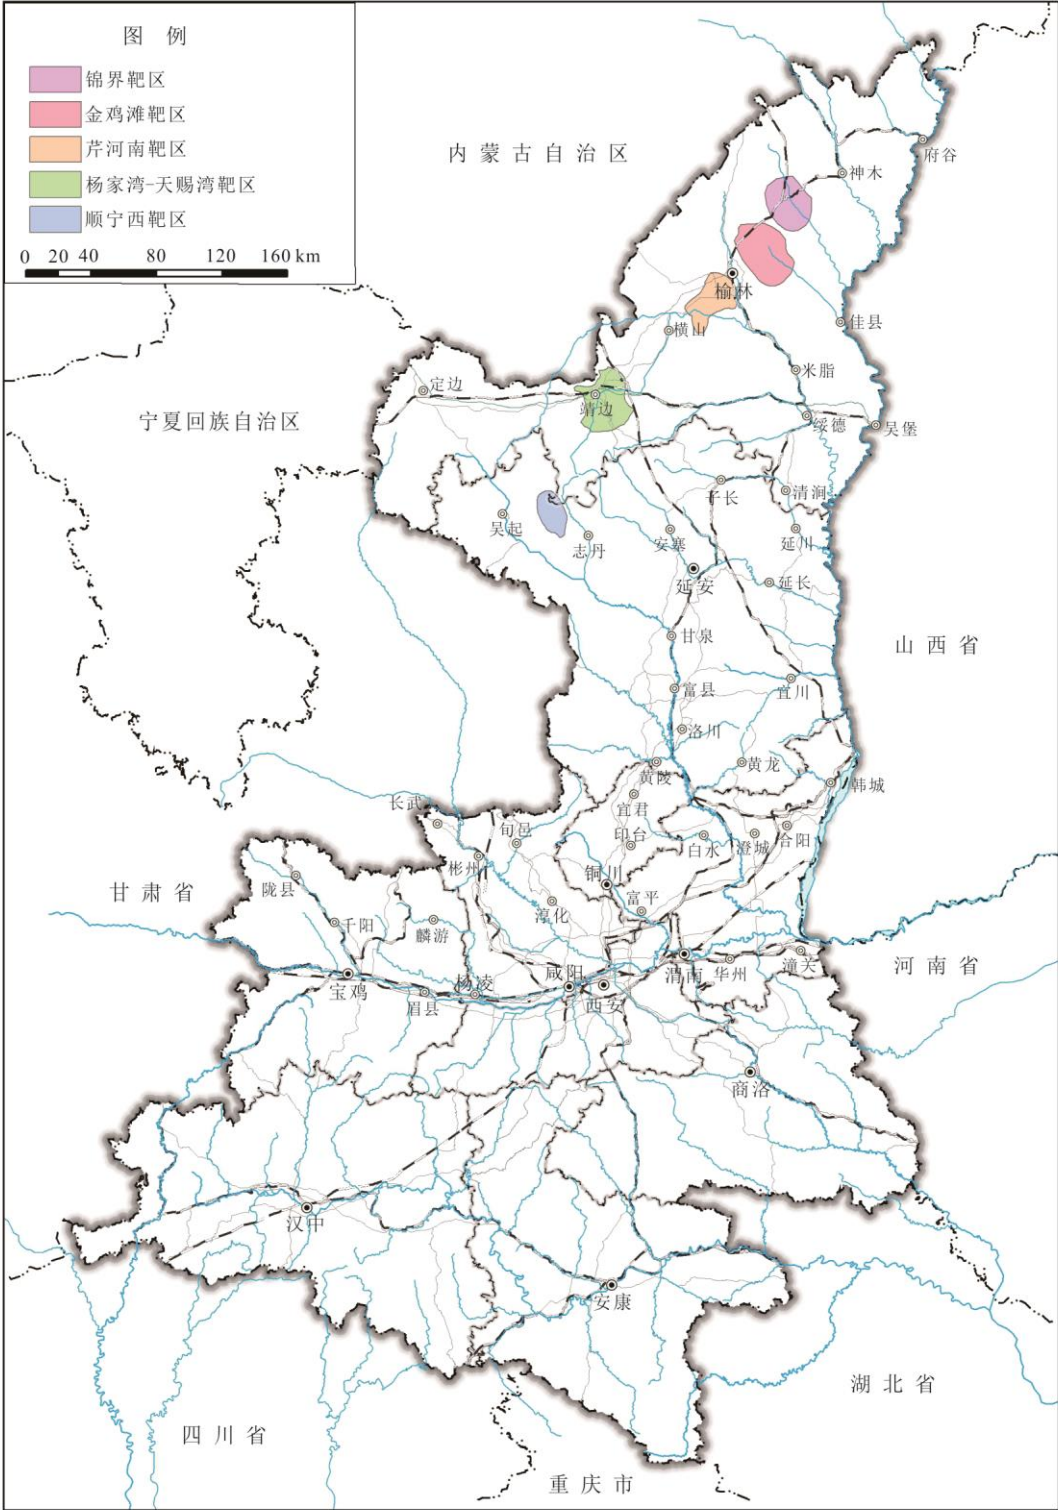 图 例
锦界靶区
金鸡滩靶区
芹河南靶区
杨家湾-天赐湾靶区
顺宁西靶区
0 20 40 80 120 160 km
内蒙古自治区
府谷
神木
榆林
佳县
横山
米脂
定边
靖边
宁夏回族自治区
绥德
吴堡
子长
清涧
吴起
志丹
安塞
延川
延安
延长
甘泉
山西省
富县
宜川
洛川
黄陵
黄龙
韩城
长武
宜君
旬邑
印台
白水
澄城
合阳
彬州
铜川
甘肃省
陇县
富平
淳化
千阳
麟游
河南省
咸阳
渭南
华州
潼关
宝鸡
杨凌
眉县
西安
商洛
汉中
安康
湖北省
四川省
重庆市